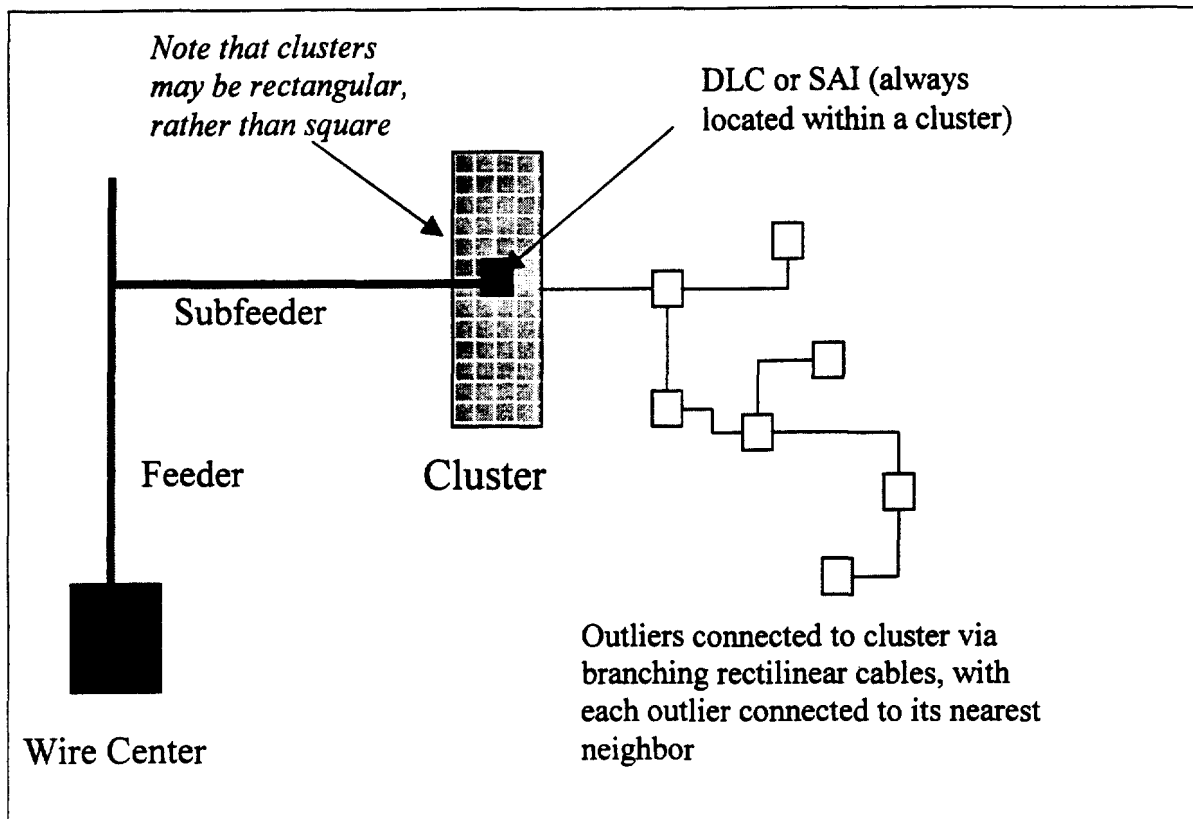 Note that clusters
may be rectangular,
rather than square
DLC or SAI (always
located within a cluster)
Subfeeder
Feeder
Cluster
Outliers connected to cluster via
branching rectilinear cables, with
each outlier connected to its nearest
neighbor
Wire Center